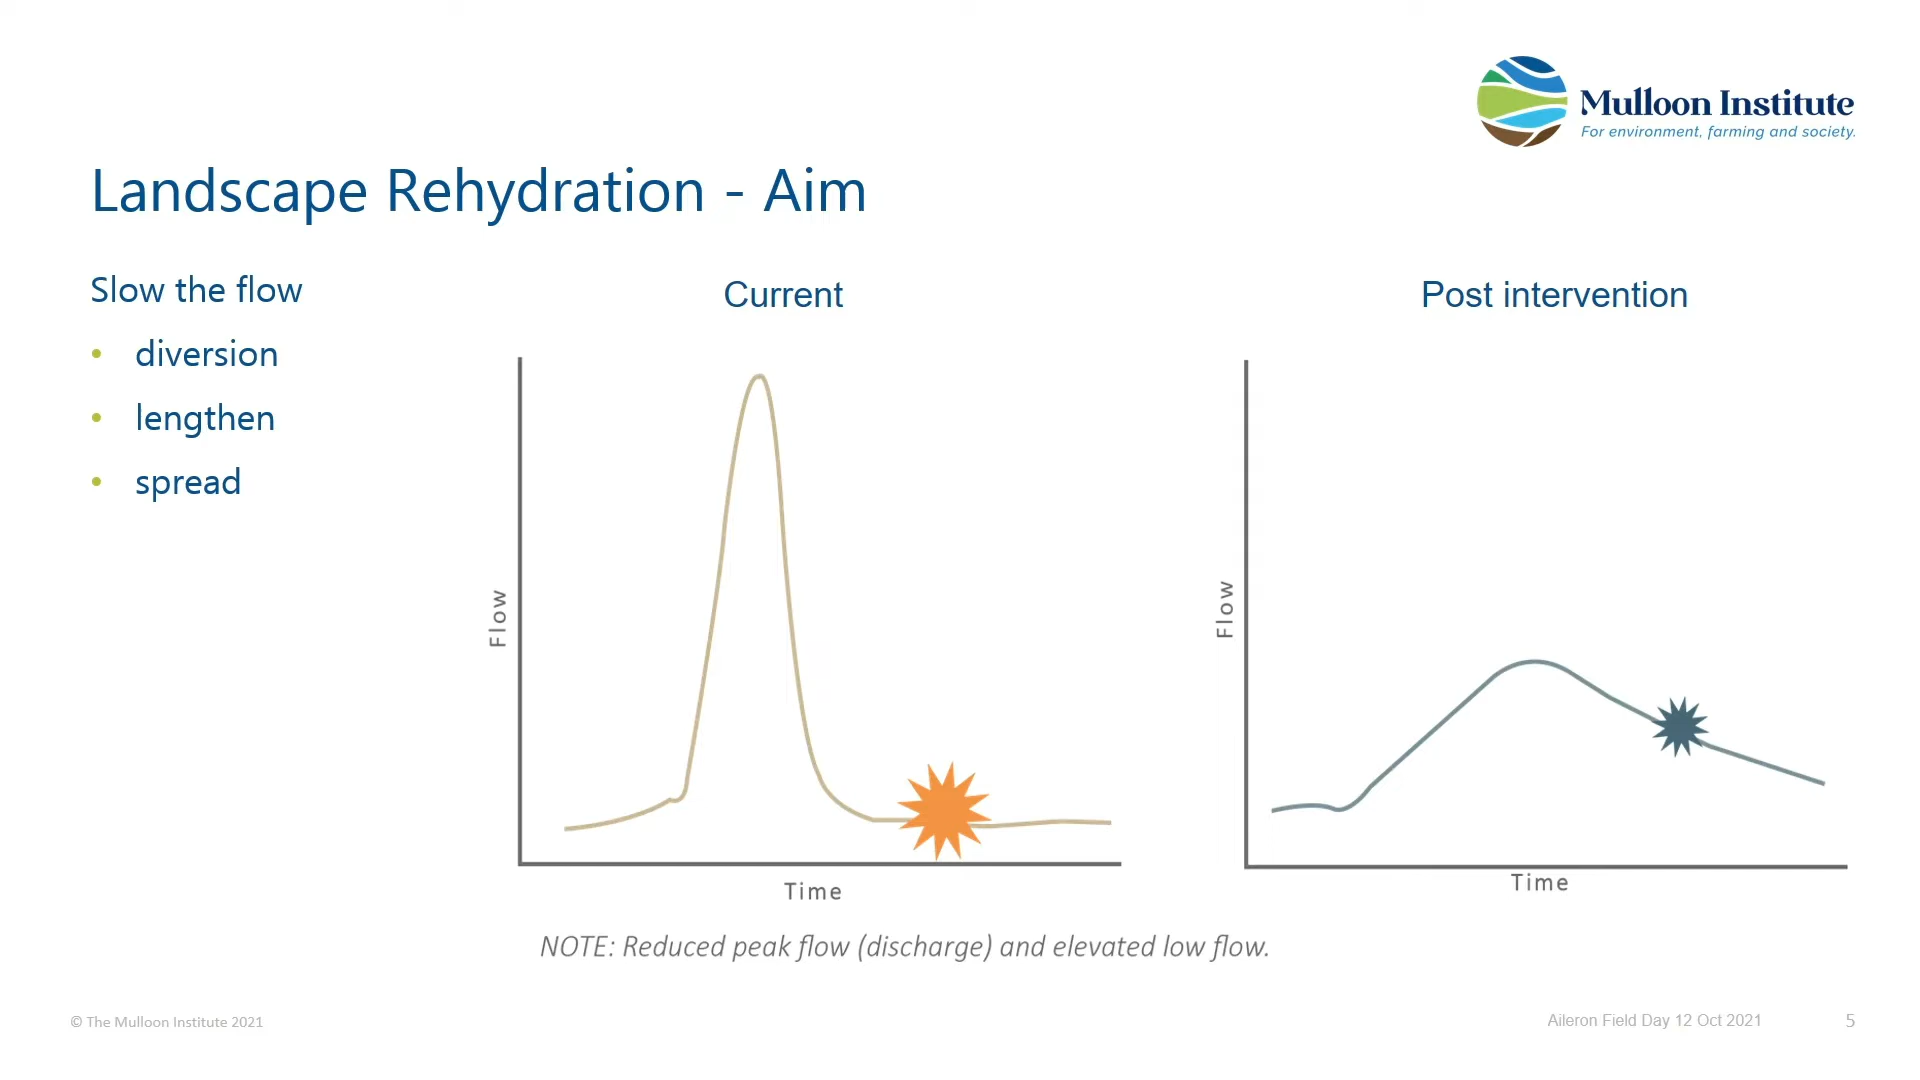 Mulloon Institute
For environment, farming and society.
Landscape Rehydration - Aim
Slow the flow
• diversion
• lengthen
• spread
Current
Flow
Time
Post intervention
Flow
Time
NOTE: Reduced peak flow (discharge) and elevated low flow.
© The Mulloon Institute 2021
Aileron Field Day 12 Oct 2021
5